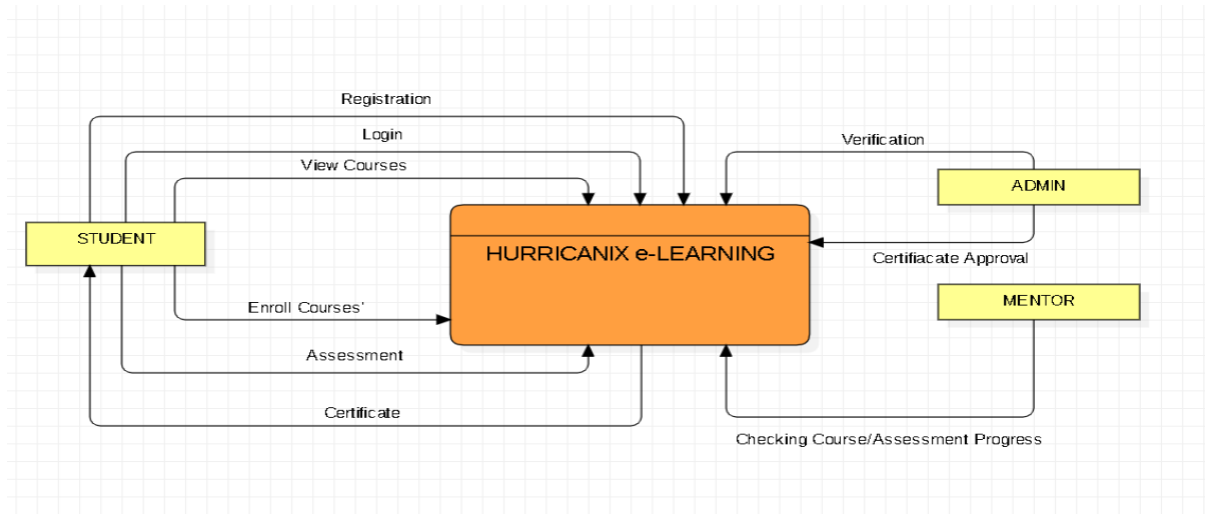 Registration
Login
View Courses
Verification
ADMIN
STUDENT
HURRICANIX e-LEARNING
Certifiacate Approval
MENTOR
Enroll Courses'
Assessment
Certificate
Checking Course/Assessment Progress